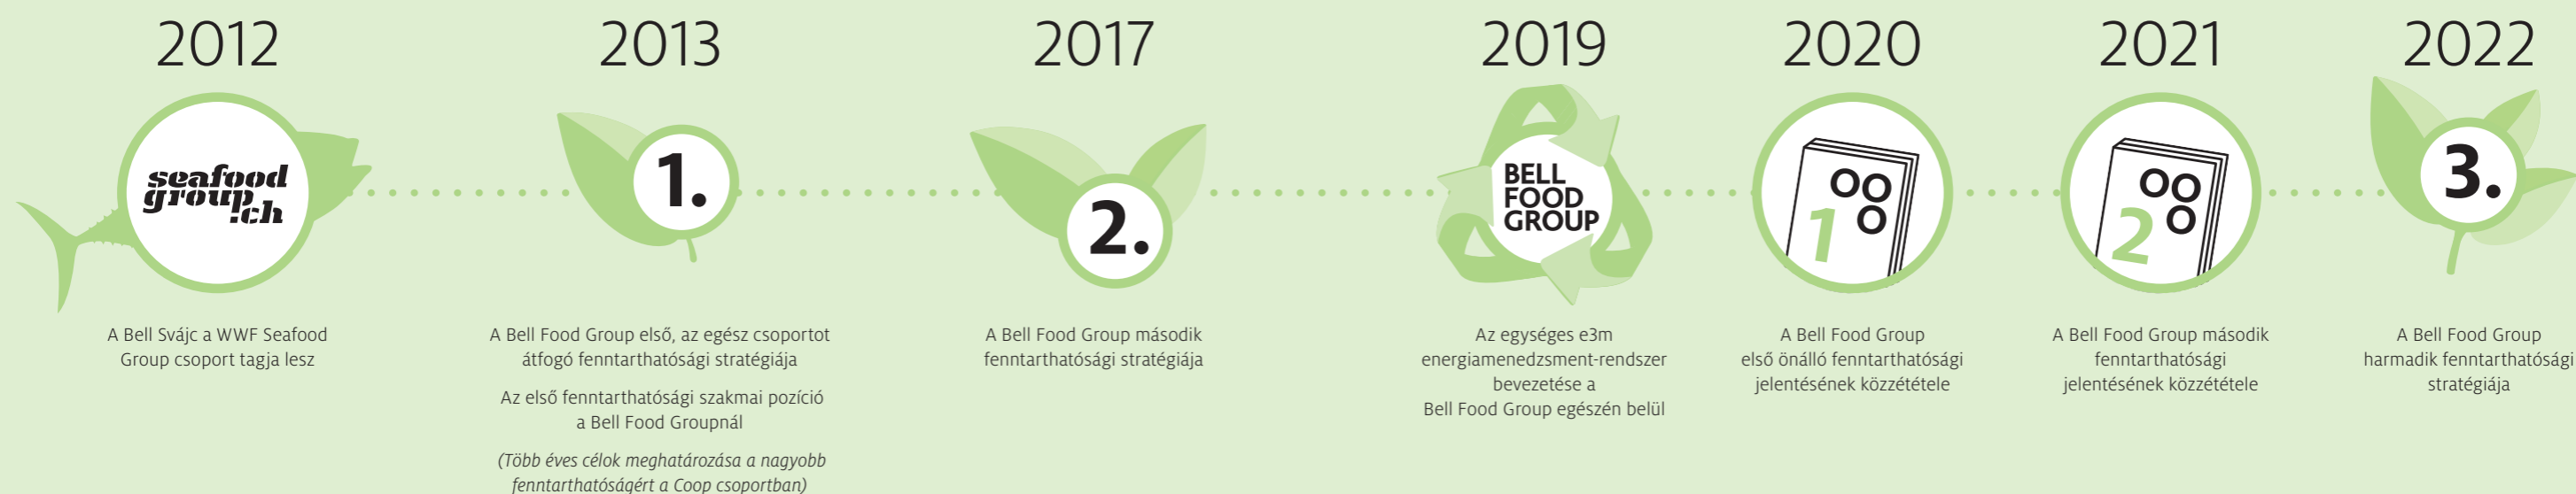 2012
seafood
group
.ch
A Bell Svájc a WWF Seafood
Group csoport tagja lesz
2013
1.
A Bell Food Group első, az egész csoportot
átfogó fenntarthatósági stratégiája
Az első fenntarthatósági szakmai pozíció
a Bell Food Groupnál
(Több éves célok meghatározása a nagyobb
fenntarthatóságért a Coop csoportban)
2017
2.
A Bell Food Group második
fenntarthatósági stratégiája
2019
BELL
FOOD
GROUP
Az egységes e3m
energiamenedzsment-rendszer
bevezetése a
Bell Food Group egészén belül
2020
1
A Bell Food Group
első önálló fenntarthatósági
jelentésének közzététele
2021
2
A Bell Food Group második
fenntarthatósági
jelentésének közzététele
2022
3.
A Bell Food Group
harmadik fenntarthatósági
stratégiája